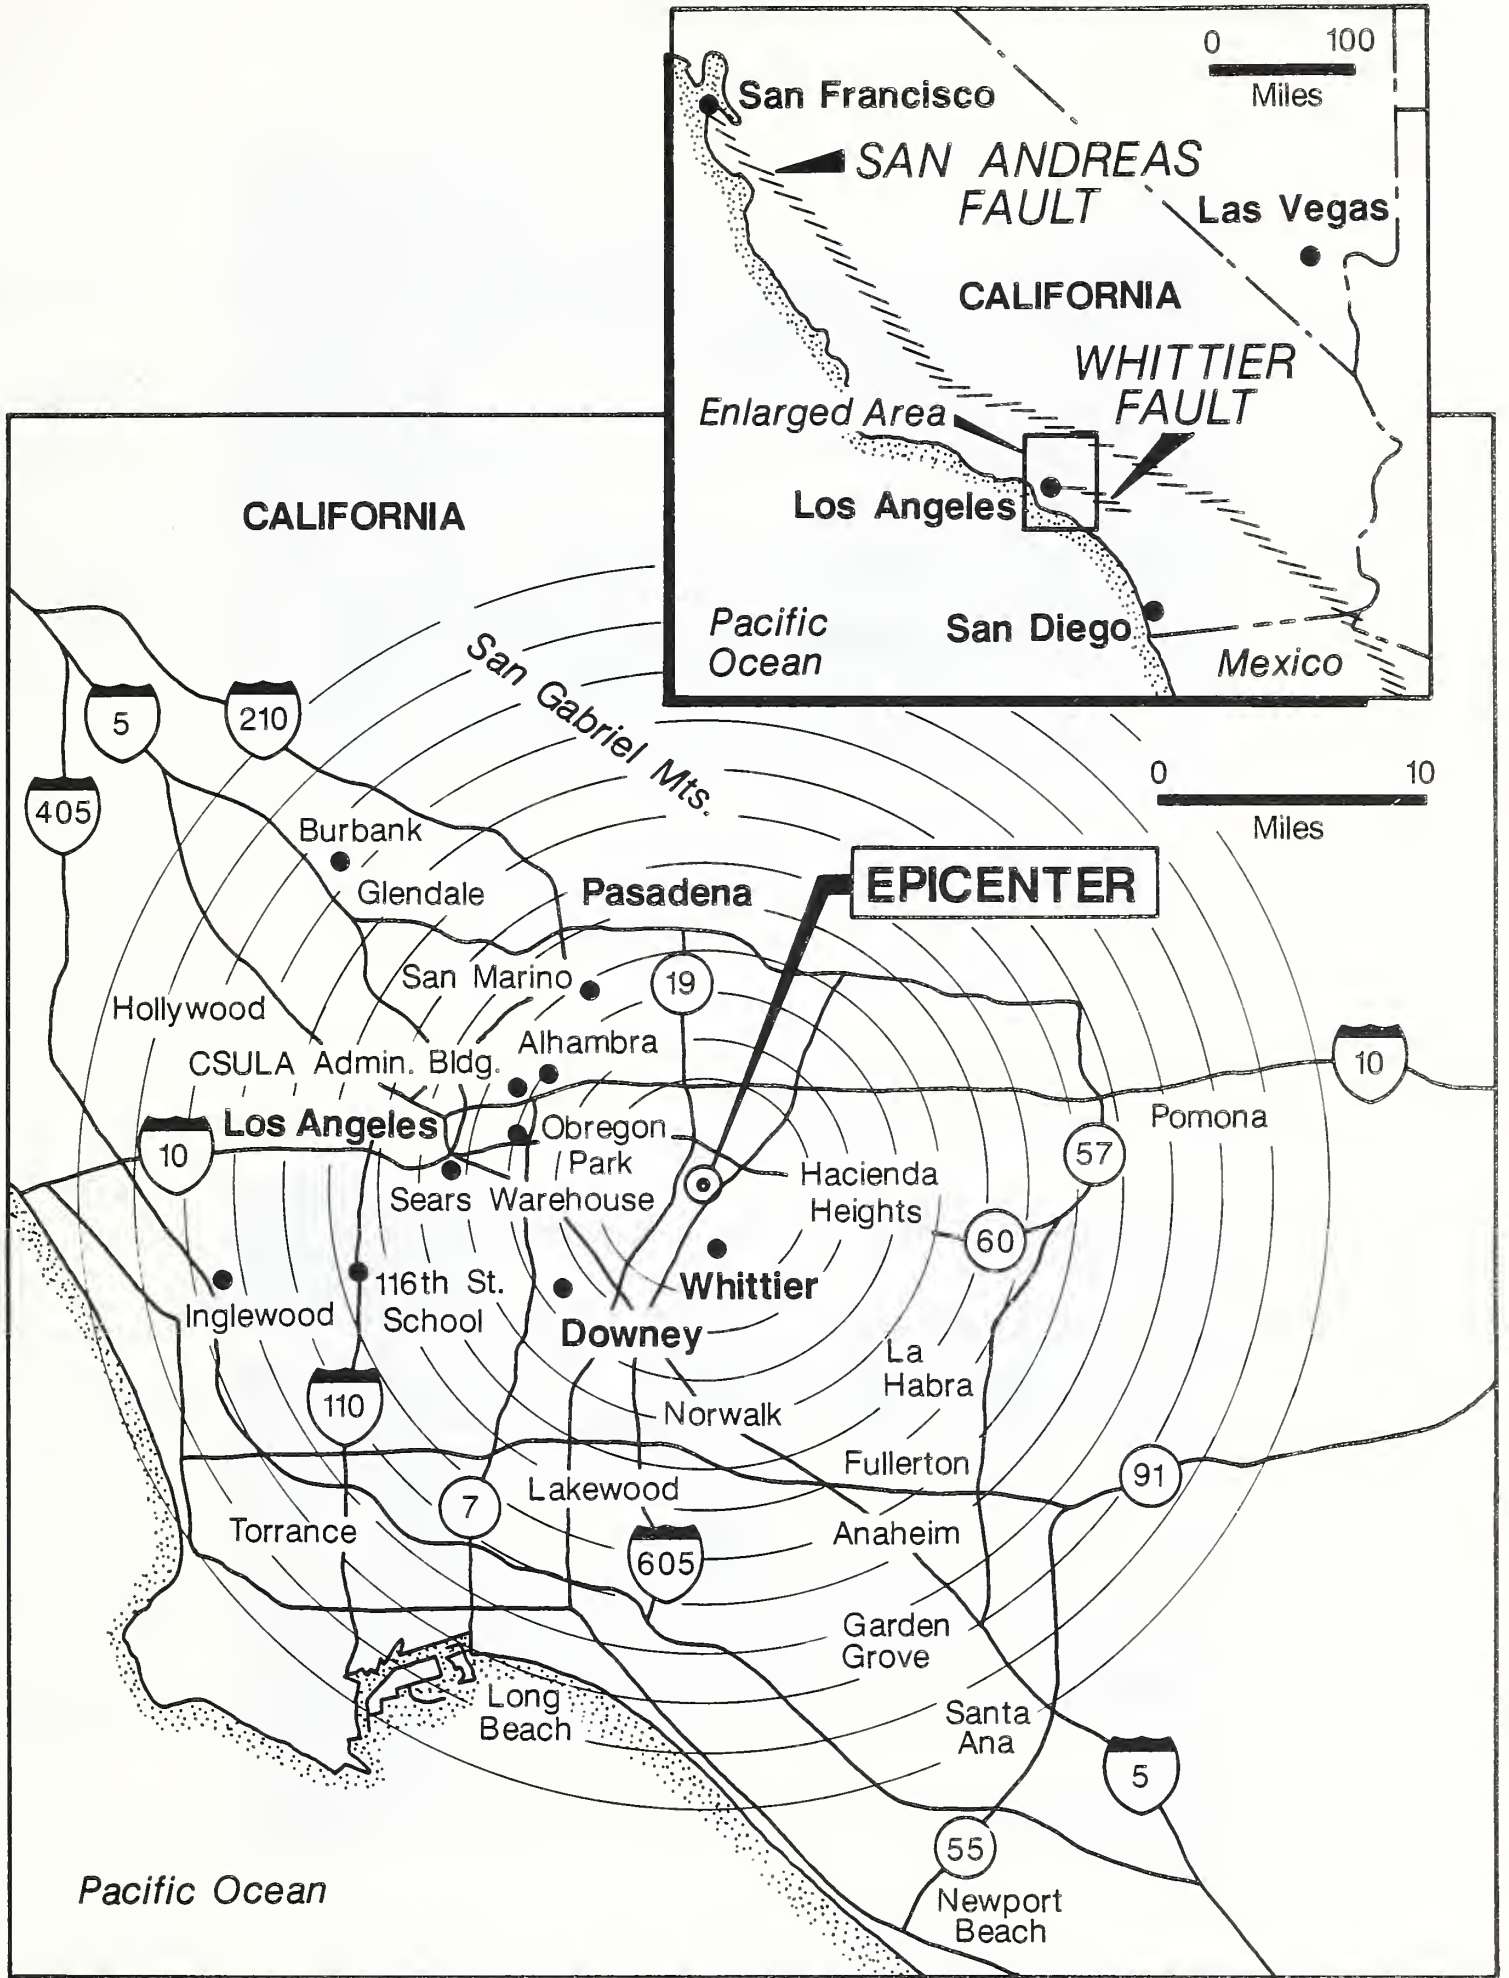 0 100
Miles
San Francisco
SAN ANDREAS
FAULT
Las Vegas
CALIFORNIA
WHITTIER
FAULT
Enlarged Area
Los Angeles
San Diego
Pacific
Ocean
Mexico
CALIFORNIA
San Gabriel Mts.
5
210
405
0 10
Miles
Burbank
Glendale
Pasadena
EPICENTER
San Marino
19
Hollywood
Alhambra
CSULA Admin. Bldg.
10
Los Angeles
Obregon
Park
Pomona
10
57
Hacienda
Heights
Sears Warehouse
60
Whittier
116th St.
School
Inglewood
Downey
La
Habra
110
Norwalk
Fullerton
91
Lakewood
7
Torrance
Anaheim
605
Garden
Grove
Long
Beach
Santa
Ana
5
55
Pacific Ocean
Newport
Beach